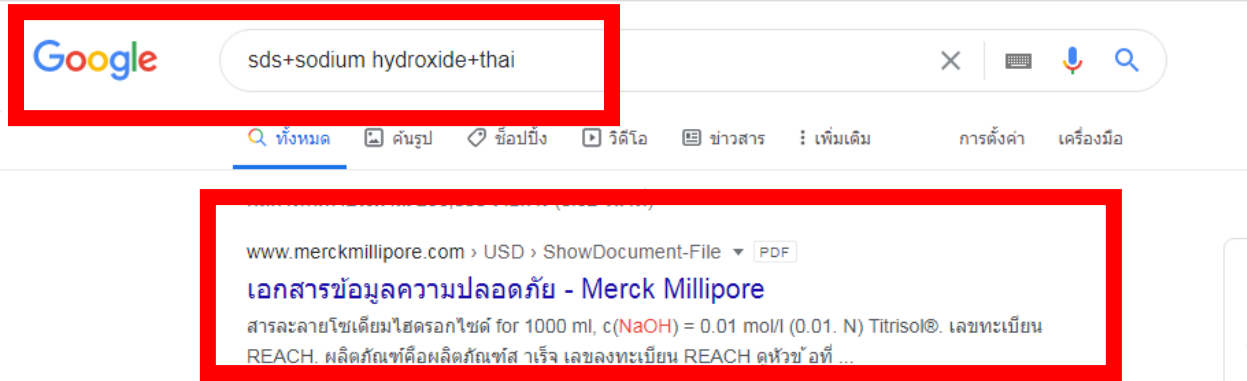 Google sds+sodium hydroxide+thai
ทั้งหมด ค้นรูป ช็อปปิ้ง วิดีโอ ข่าวสาร เพิ่มเติม การตั้งค่า เครื่องมือ
www.merckmillipore.com › USD › ShowDocument-File PDF
เอกสารข้อมูลความปลอดภัย - Merck Millipore
สารละลายโซเดียมไฮดรอกไซด์ for 1000 ml, c(NaOH) = 0.01 mol/l (0.01. N) Titrisol®. เลขทะเบียน
REACH. ผลิตภัณฑ์คือผลิตภัณฑ์ส าเร็จ เลขลงทะเบียน REACH ดูหัวข ้อที่ ...